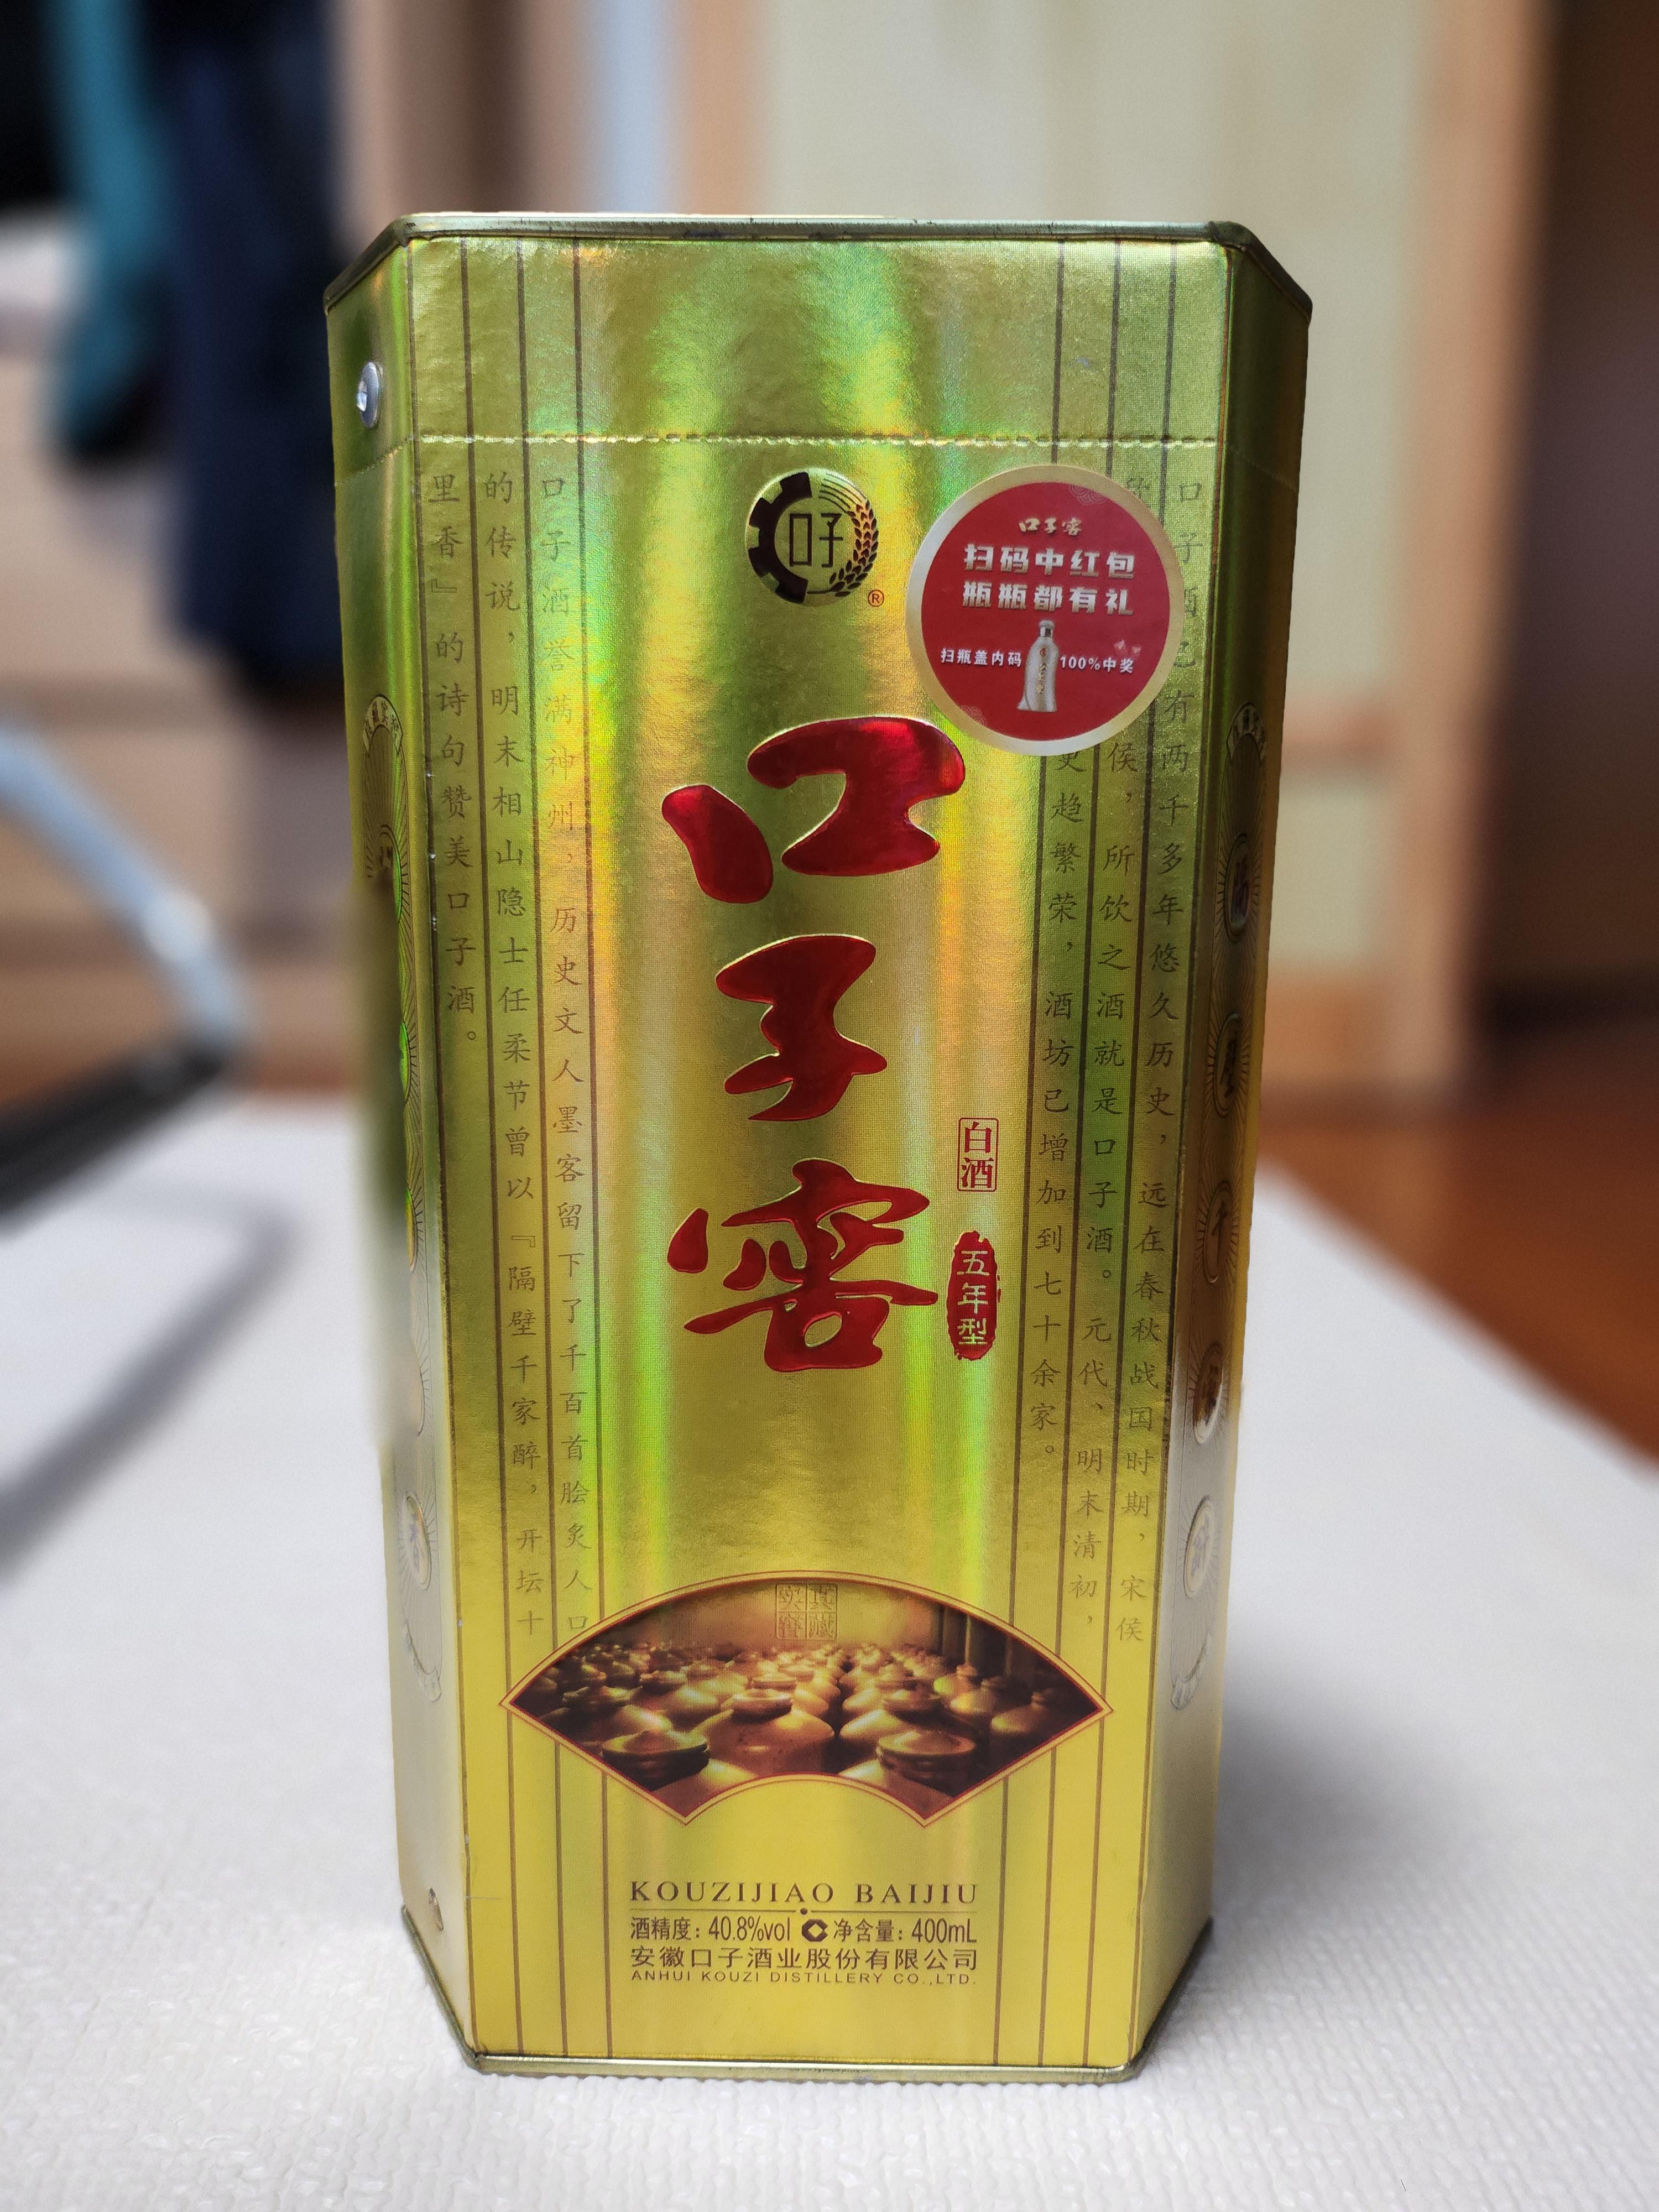 口子
®
口子窖
扫码中红包
瓶瓶都有礼
扫瓶盖内码 100%中奖
口子窖
白酒
五年型
两千多年悠久历史,远在春秋战国时期,宋侯
侯,所饮之酒就是口子酒。元代、明末清初,
趋繁荣,酒坊已增加到七十余家。
口子酒誉满神州,历史文人墨客留下了千百首脍炙人口
的传说,明末相山隐士任柔节曾以『隔壁千家醉,开坛十
里香』的诗句赞美口子酒。
真藏
实窖
KOUZIJIAO BAIJIU
酒精度:40.8%vol 净含量:400mL
安徽口子酒业股份有限公司
ANHUI KOUZI DISTILLERY CO.,LTD.